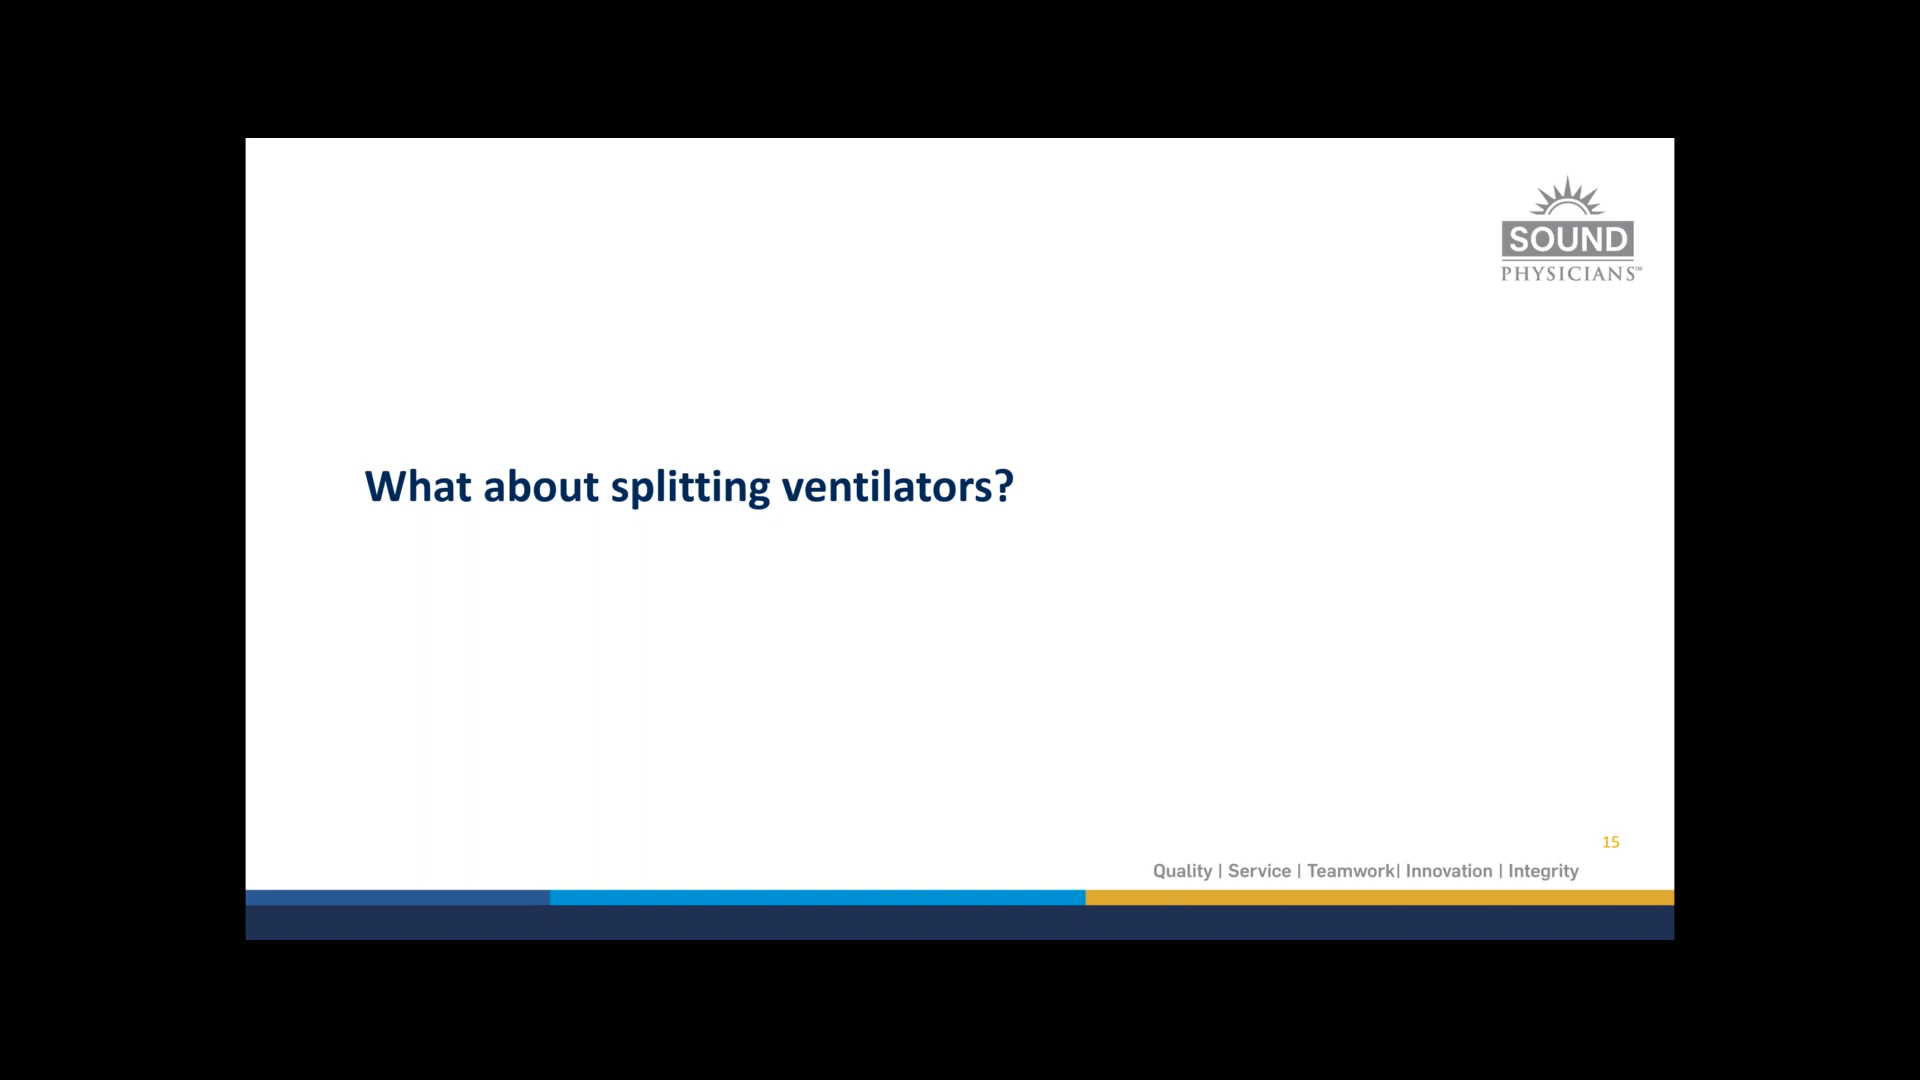 SOUND
PHYSICIANS™
What about splitting ventilators?
15
Quality | Service | Teamwork| Innovation | Integrity